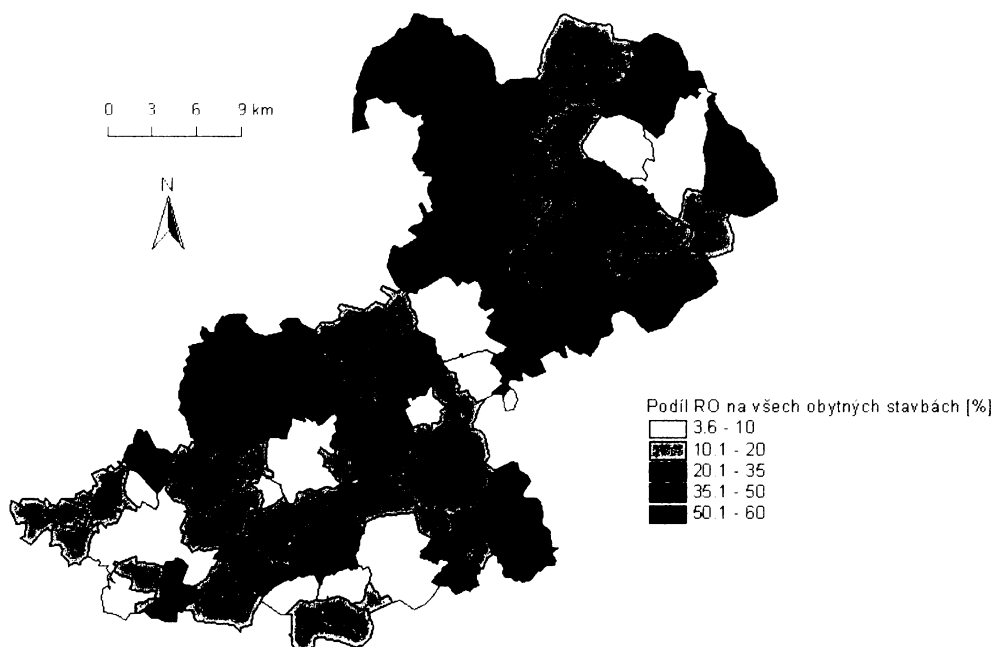 0 3 6 9 km
N
Podíl RO na všech obytných stavbách [%]
3.6 - 10
10.1 - 20
20.1 - 35
35.1 - 50
50.1 - 60